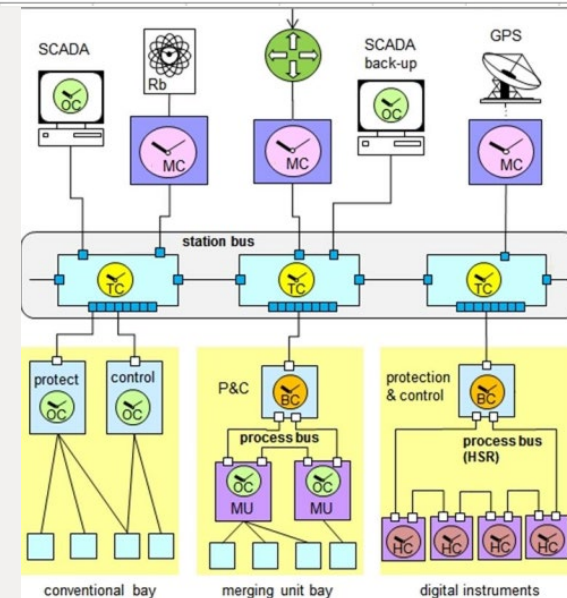 SCADA
OC
Rb
MC
MC
SCADA
back-up
OC
GPS
MC
station bus
TC
TC
TC
protect
OC
control
OC
P&C
BC
process bus
OC
MU
OC
MU
protection
& control
BC
process bus
(HSR)
HC
HC
HC
HC
conventional bay
merging unit bay
digital instruments